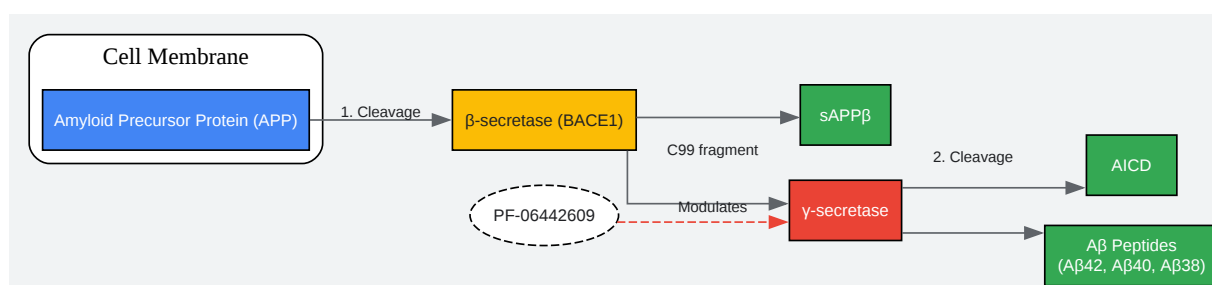 Cell Membrane
Amyloid Precursor Protein (APP)
1. Cleavage
β-secretase (BACE1)
sAPPβ
C99 fragment
2. Cleavage
AICD
PF-06442609
Modulates
γ-secretase
Aβ Peptides
(Aβ42, Aβ40, Aβ38)